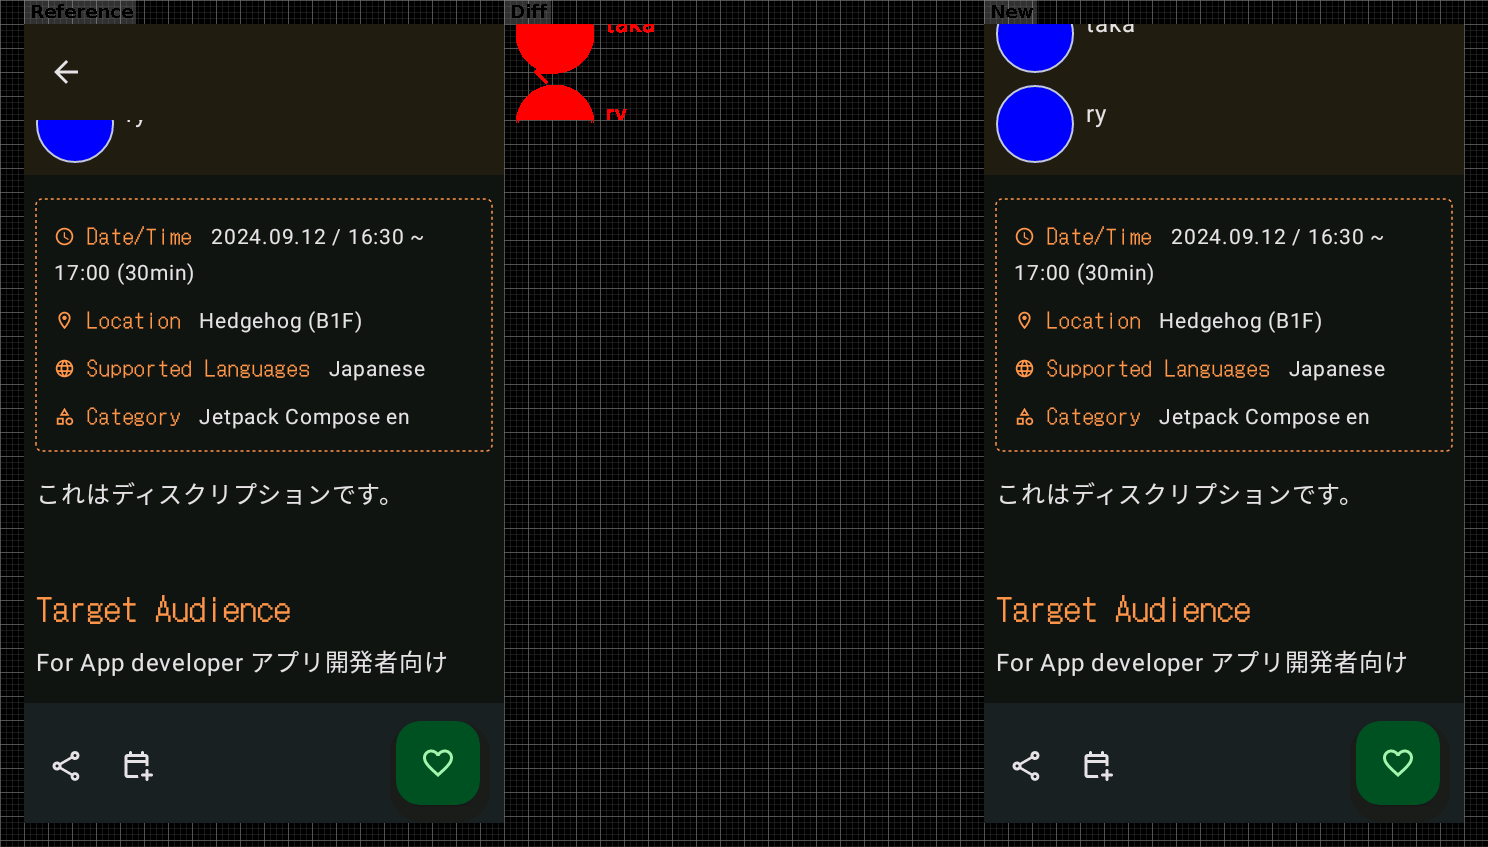 Reference
ry
Date/Time 2024.09.12 / 16:30 ~
17:00 (30min)
Location Hedgehog (B1F)
Supported Languages Japanese
Category Jetpack Compose en
これはディスクリプションです。
Target Audience
For App developer アプリ開発者向け
Diff
taka
ry
New
taka
ry
Date/Time 2024.09.12 / 16:30 ~
17:00 (30min)
Location Hedgehog (B1F)
Supported Languages Japanese
Category Jetpack Compose en
これはディスクリプションです。
Target Audience
For App developer アプリ開発者向け